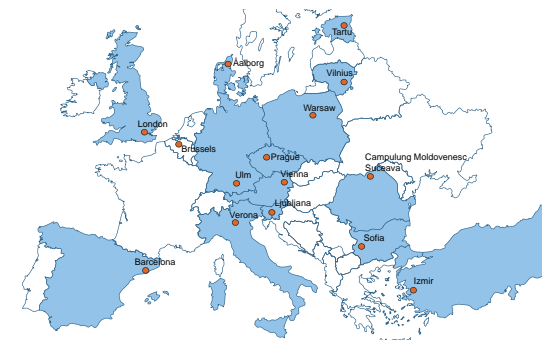 Tartu
Aalborg
Vilnius
Warsaw
London
Brussels
Prague
Campulung Moldovenesc
Suceava
Ulm
Vienna
Ljubljana
Verona
Sofia
Barcelona
Izmir